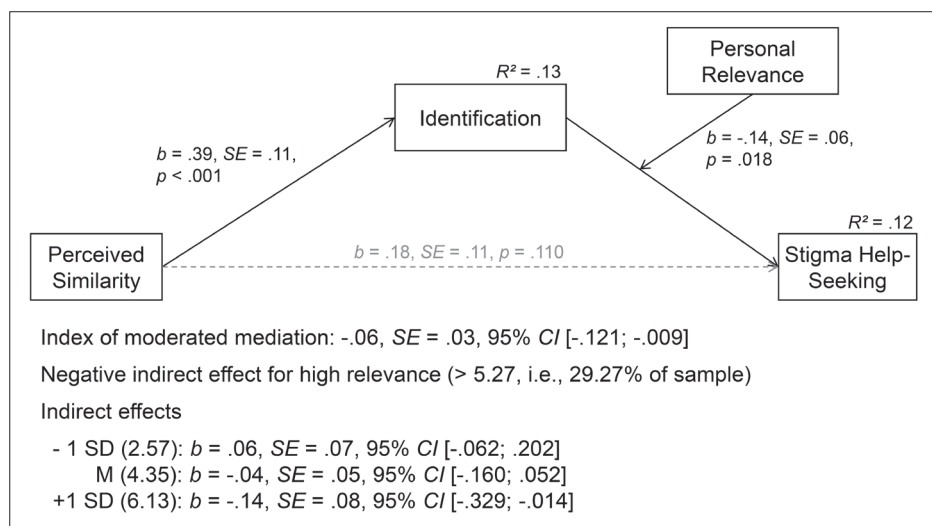 Personal
Relevance
R² = .13
Identification
b = .39, SE = .11,
p < .001
b = -.14, SE = .06,
p = .018
R² = .12
Perceived
Similarity
b = .18, SE = .11, p = .110
Stigma Help-
Seeking
Index of moderated mediation: -.06, SE = .03, 95% CI [-.121; -.009]
Negative indirect effect for high relevance (> 5.27, i.e., 29.27% of sample)
Indirect effects
- 1 SD (2.57): b = .06, SE = .07, 95% CI [-.062; .202]
M (4.35): b = -.04, SE = .05, 95% CI [-.160; .052]
+1 SD (6.13): b = -.14, SE = .08, 95% CI [-.329; -.014]